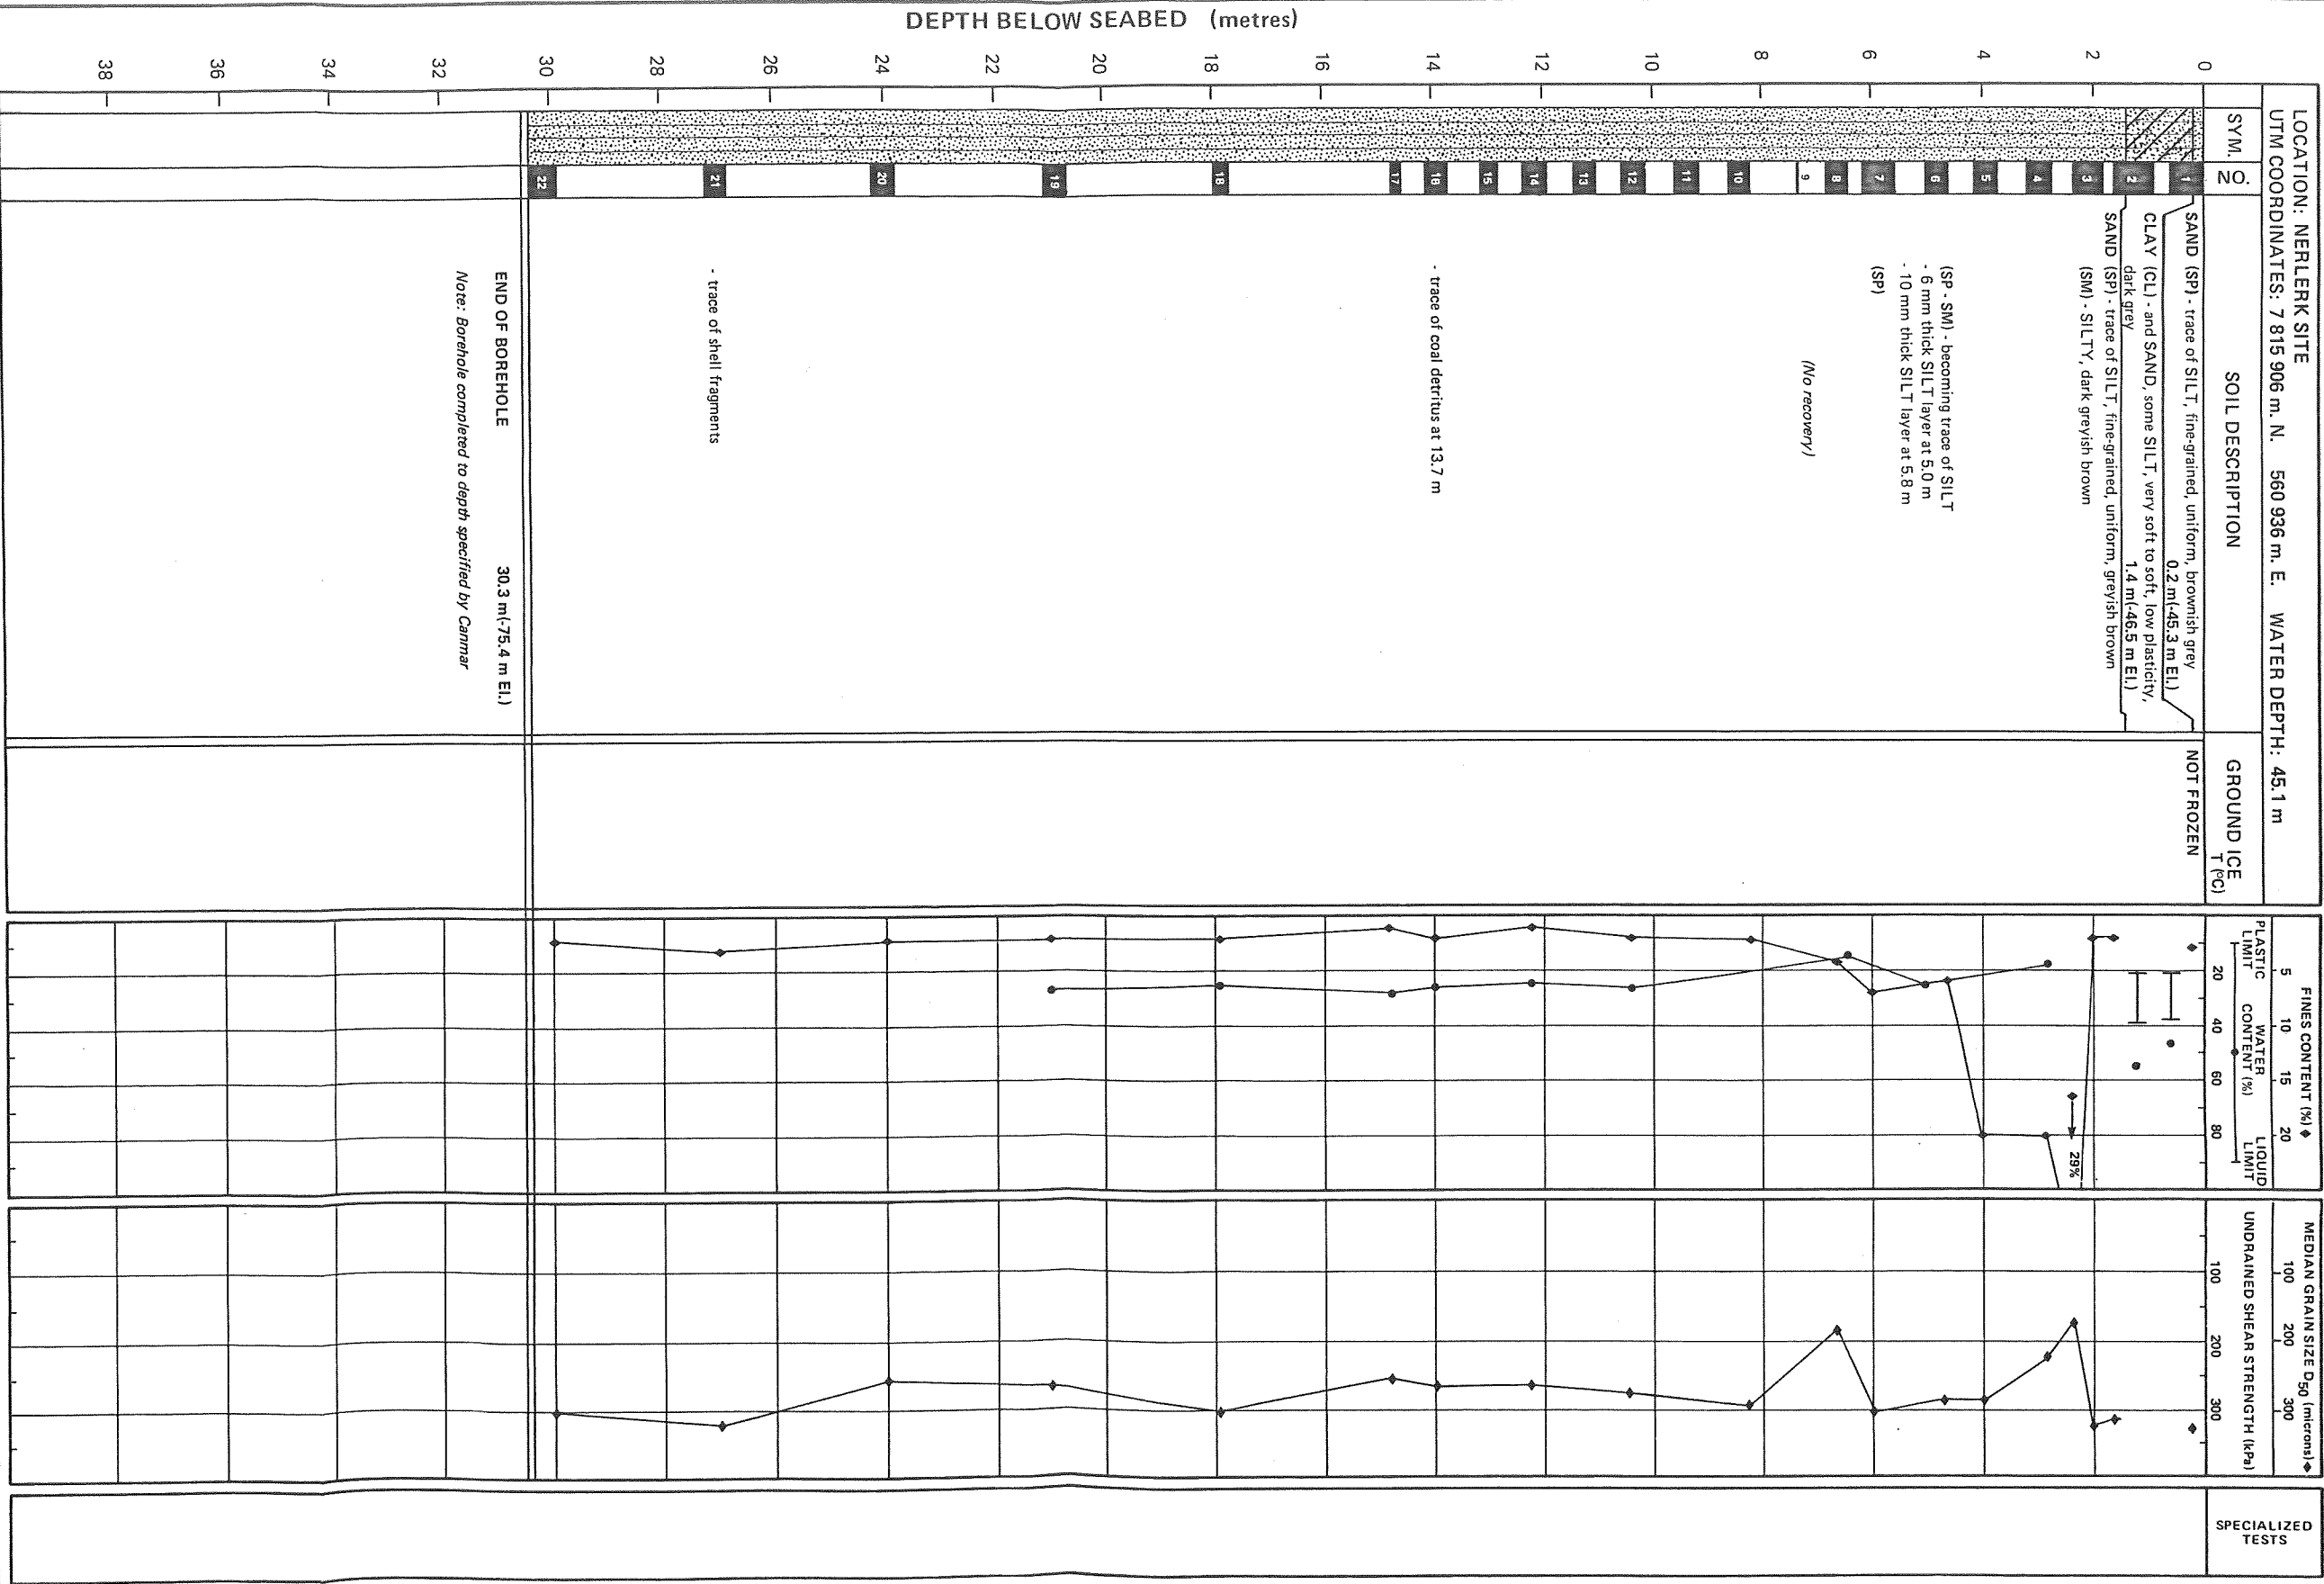 LOCATION: NERLERK SITE
UTM COORDINATES: 7 815 906 m. N. 560 936 m. E. WATER DEPTH: 45.1 m
DEPTH BELOW SEABED (metres)
0
2
4
6
8
10
12
14
16
18
20
22
24
26
28
30
32
34
36
38
SYM.
NO.
SOIL DESCRIPTION
GROUND ICE
T (°C)
1
2
3
4
5
6
7
8
9
10
11
12
13
14
15
16
17
18
19
20
21
22
SAND (SP) - trace of SILT, fine-grained, uniform, brownish grey
0.2 m(-45.3 m El.)
CLAY (CL) - and SAND, some SILT, very soft to soft, low plasticity,
dark grey
1.4 m(-46.5 m El.)
SAND (SP) - trace of SILT, fine-grained, uniform, greyish brown
(SM) - SILTY, dark greyish brown
(SP - SM) - becoming trace of SILT
- 6 mm thick SILT layer at 5.0 m
- 10 mm thick SILT layer at 5.8 m
(SP)
(No recovery)
- trace of coal detritus at 13.7 m
- trace of shell fragments
END OF BOREHOLE 30.3 m(-75.4 m El.)
Note: Borehole completed to depth specified by Canmar
NOT FROZEN
FINES CONTENT (%) ◆
5 10 15 20
PLASTIC LIMIT
WATER CONTENT (%)
LIQUID LIMIT
20 40 60 80
29%
MEDIAN GRAIN SIZE D50 (microns) ◆
100 200 300
UNDRAINED SHEAR STRENGTH (kPa)
100 200 300
SPECIALIZED
TESTS